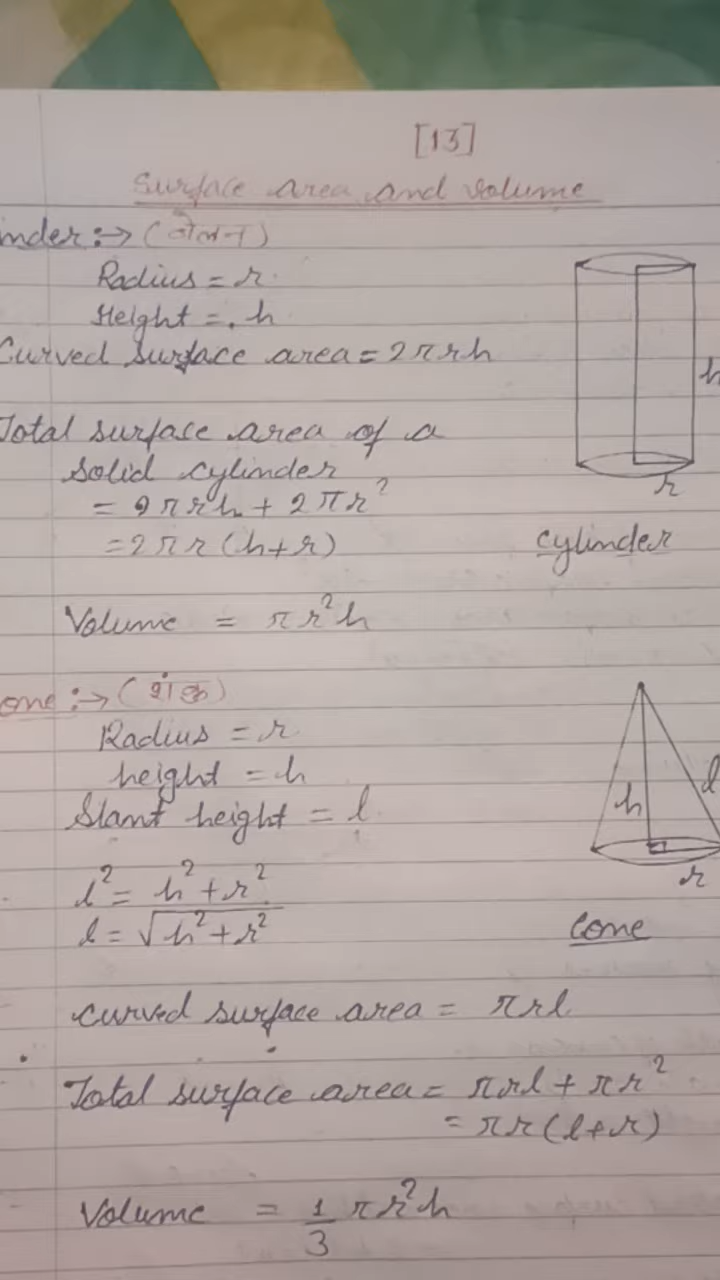 [13]
Surface area and volume
inder :→ (बेलन)
Radius = r
Height = h
Curved surface area = 2πrh
h
Total surface area of a
solid cylinder
r
= 2πrh + 2πr²
= 2πr (h+r)
cylinder
Volume = πr²h
one :→ (शंकु)
Radius = r
height = h
Slant height = l
h l
r
l² = h² + r²
l = √h² + r²
Cone
curved surface area = πrl
Total surface area = πrl + πr²
= πr (l+r)
Volume = 1/3 πr²h